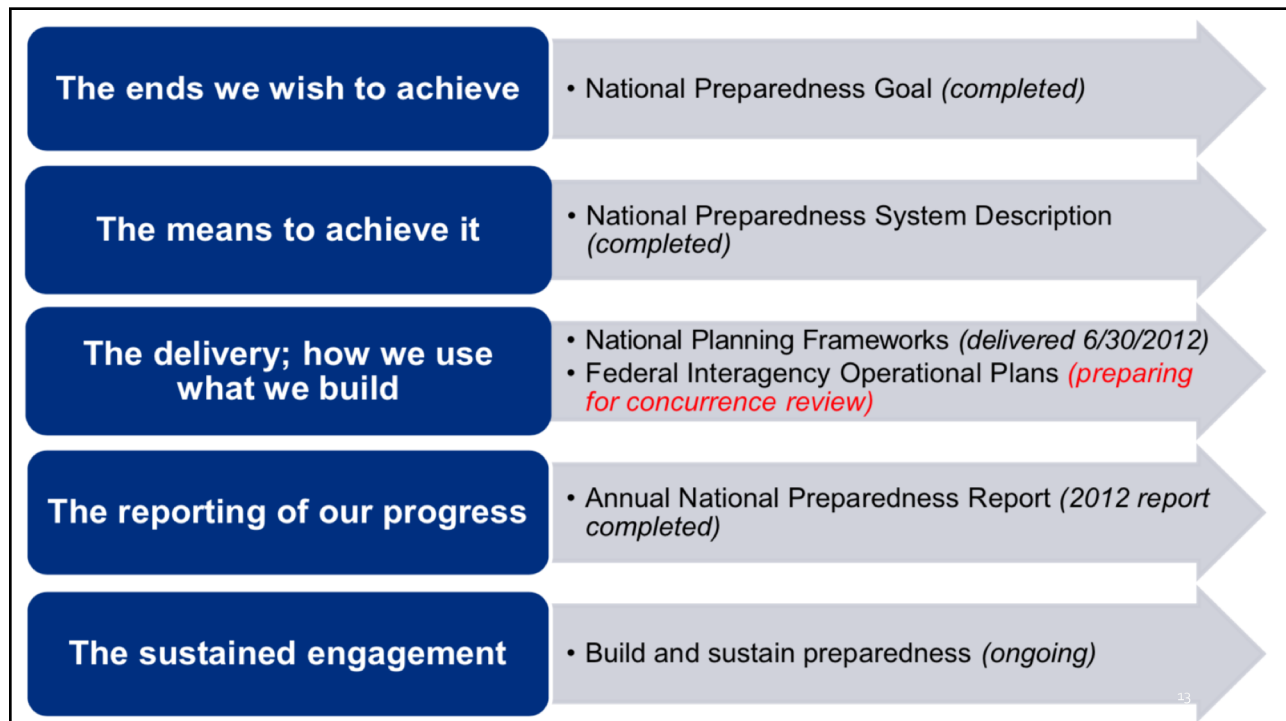 The ends we wish to achieve
• National Preparedness Goal (completed)
The means to achieve it
• National Preparedness System Description
(completed)
The delivery; how we use
what we build
• National Planning Frameworks (delivered 6/30/2012)
• Federal Interagency Operational Plans (preparing
for concurrence review)
The reporting of our progress
• Annual National Preparedness Report (2012 report
completed)
The sustained engagement
• Build and sustain preparedness (ongoing)
13